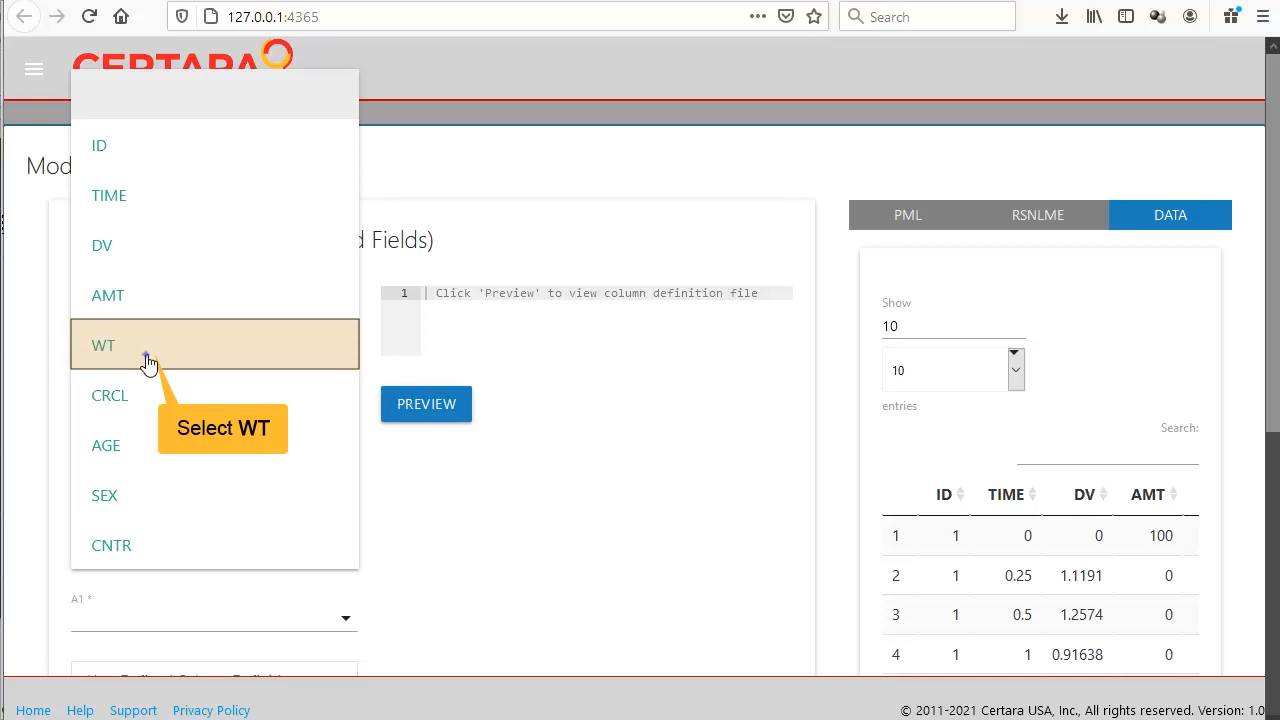 127.0.0.1:4365
Search
CERTARA
ID
TIME
DV
AMT
WT
CRCL
AGE
SEX
CNTR
Select WT
Mod
d Fields)
1 Click 'Preview' to view column definition file
PREVIEW
A1 *
PML RSNLME DATA
Show
10
10
entries
Search:
ID TIME DV AMT
1 1 0 0 100
2 1 0.25 1.1191 0
3 1 0.5 1.2574 0
4 1 1 0.91638 0
Home Help Support Privacy Policy
© 2011-2021 Certara USA, Inc., All rights reserved. Version: 1.0